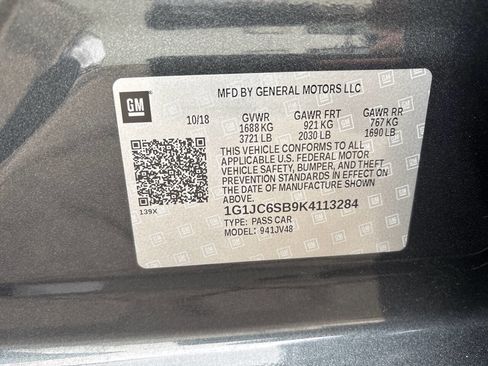 GM
MFD BY GENERAL MOTORS LLC
10/18 GVWR GAWR FRT GAWR RR
1688 KG 921 KG 767 KG
3721 LB 2030 LB 1690 LB
THIS VEHICLE CONFORMS TO ALL
APPLICABLE U.S. FEDERAL MOTOR
VEHICLE SAFETY, BUMPER, AND THEFT
PREVENTION STANDARDS IN EFFECT ON
THE DATE OF MANUFACTURE SHOWN
ABOVE.
139X
1G1JC6SB9K4113284
TYPE: PASS CAR
MODEL: 941JV48